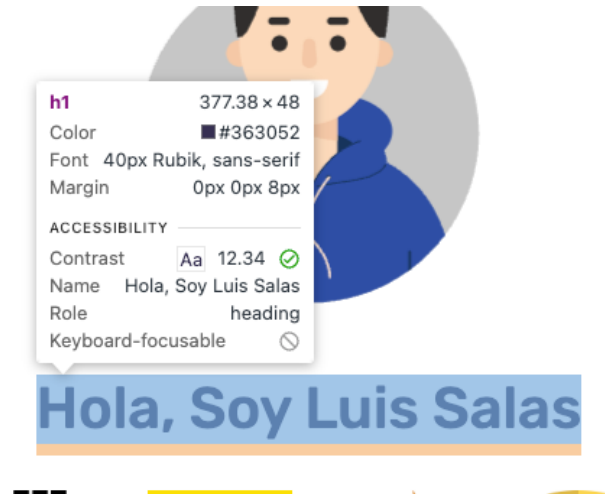 h1 377.38 × 48
Color #363052
Font 40px Rubik, sans-serif
Margin 0px 0px 8px
ACCESSIBILITY
Contrast Aa 12.34
Name Hola, Soy Luis Salas
Role heading
Keyboard-focusable
Hola, Soy Luis Salas